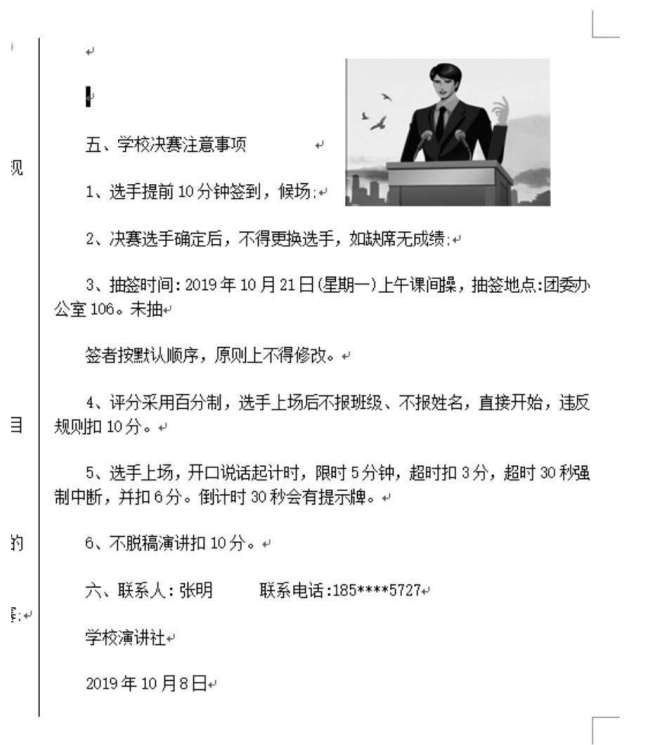 五、学校决赛注意事项
1、选手提前10分钟签到，候场;
2、决赛选手确定后，不得更换选手，如缺席无成绩;
3、抽签时间:2019年10月21日(星期一)上午课间操，抽签地点:团委办
公室106。未抽
签者按默认顺序，原则上不得修改。
4、评分采用百分制，选手上场后不报班级、不报姓名，直接开始，违反
规则扣10分。
5、选手上场，开口说话起计时，限时5分钟，超时扣3分，超时30秒强
制中断，并扣6分。倒计时30秒会有提示牌。
6、不脱稿演讲扣10分。
六、联系人:张明 联系电话:185****5727
学校演讲社
2019年10月8日
目
的